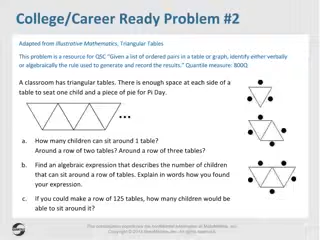 College/Career Ready Problem #2
Adapted from Illustrative Mathematics, Triangular Tables
This problem is a resource for QSC "Given a list of ordered pairs in a table or graph, identify either verbally
or algebraically the rule used to generate and record the results." Quantile measure: 800Q
A classroom has triangular tables. There is enough space at each side of a
table to seat one child and a piece of pie for Pi Day.
a. How many children can sit around 1 table?
Around a row of two tables? Around a row of three tables?
b. Find an algebraic expression that describes the number of children
that can sit around a row of tables. Explain in words how you found
your expression.
c. If you could make a row of 125 tables, how many children would be
able to sit around it?